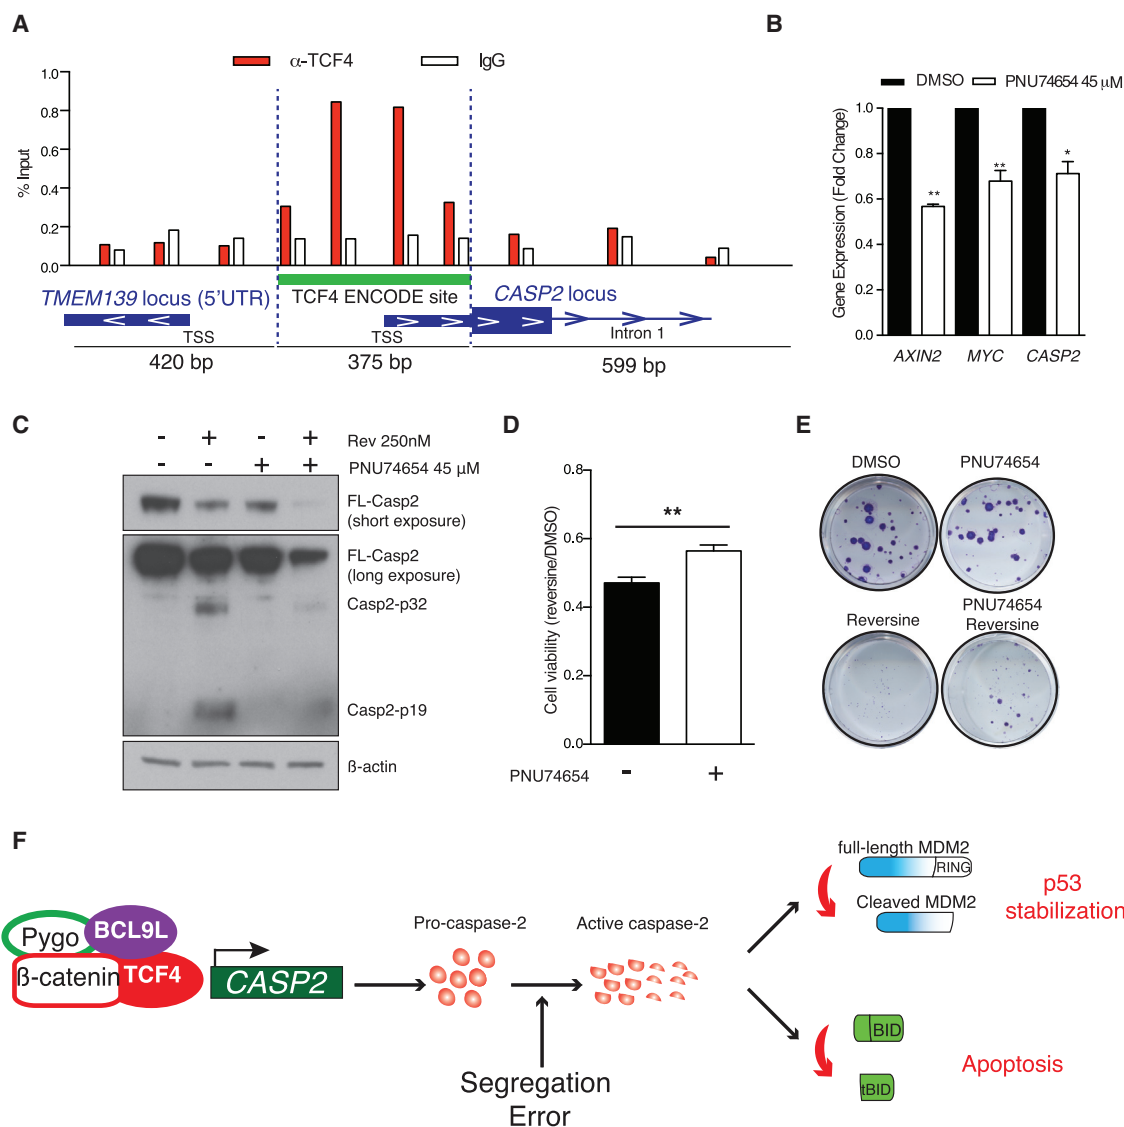 A
α-TCF4
IgG
% Input
1.0
0.8
0.6
0.4
0.2
0.0
TMEM139 locus (5'UTR)
TCF4 ENCODE site
CASP2 locus
TSS
TSS
Intron 1
420 bp
375 bp
599 bp
B
DMSO
PNU74654 45 µM
Gene Expression (Fold Change)
1.0
0.8
0.6
0.4
0.2
0.0
**
**
*
AXIN2
MYC
CASP2
C
- + - + Rev 250nM
- - + + PNU74654 45 µM
FL-Casp2
(short exposure)
FL-Casp2
(long exposure)
Casp2-p32
Casp2-p19
ß-actin
D
Cell viability (reversine/DMSO)
0.8
0.6
0.4
0.2
0.0
**
PNU74654 - +
E
DMSO
PNU74654
Reversine
PNU74654
Reversine
F
Pygo
BCL9L
ß-catenin
TCF4
CASP2
Pro-caspase-2
Active caspase-2
Segregation
Error
full-length MDM2
RING
Cleaved MDM2
p53
stabilization
BID
tBID
Apoptosis